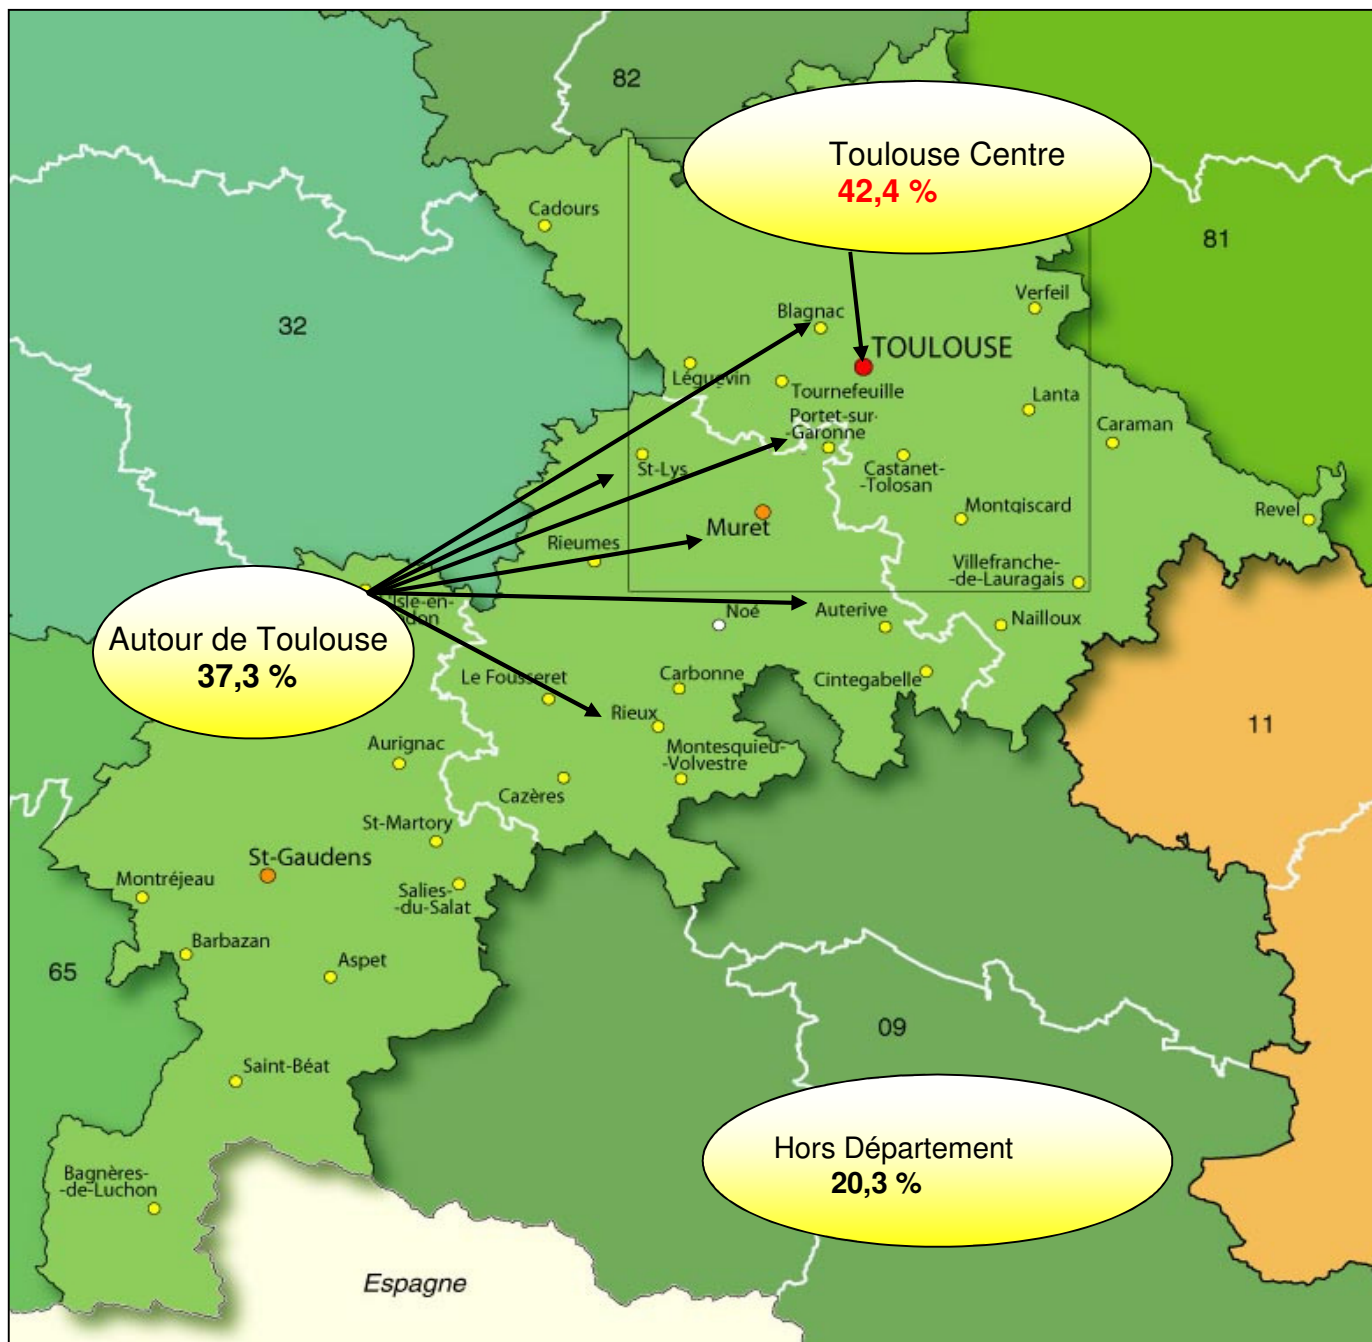 82
Toulouse Centre
42,4 %
Cadours
81
32
Verfeil
Blagnac
TOULOUSE
Léguevin
Tournefeuille
Lanta
Portet-sur-
-Garonne
Caraman
St-Lys
Castanet-
-Tolosan
Montgiscard
Revel
Muret
Rieumes
Villefranche-
-de-Lauragais
Isle-en-
Noé
Auterive
Nailloux
Autour de Toulouse
37,3 %
Le Fousseret
Carbonne
Cintegabelle
Rieux
11
Aurignac
Montesquieu-
-Volvestre
Cazères
St-Martory
St-Gaudens
Montréjeau
Salies-
-du-Salat
Barbazan
Aspet
65
09
Saint-Béat
Hors Département
20,3 %
Bagnères-
-de-Luchon
Espagne